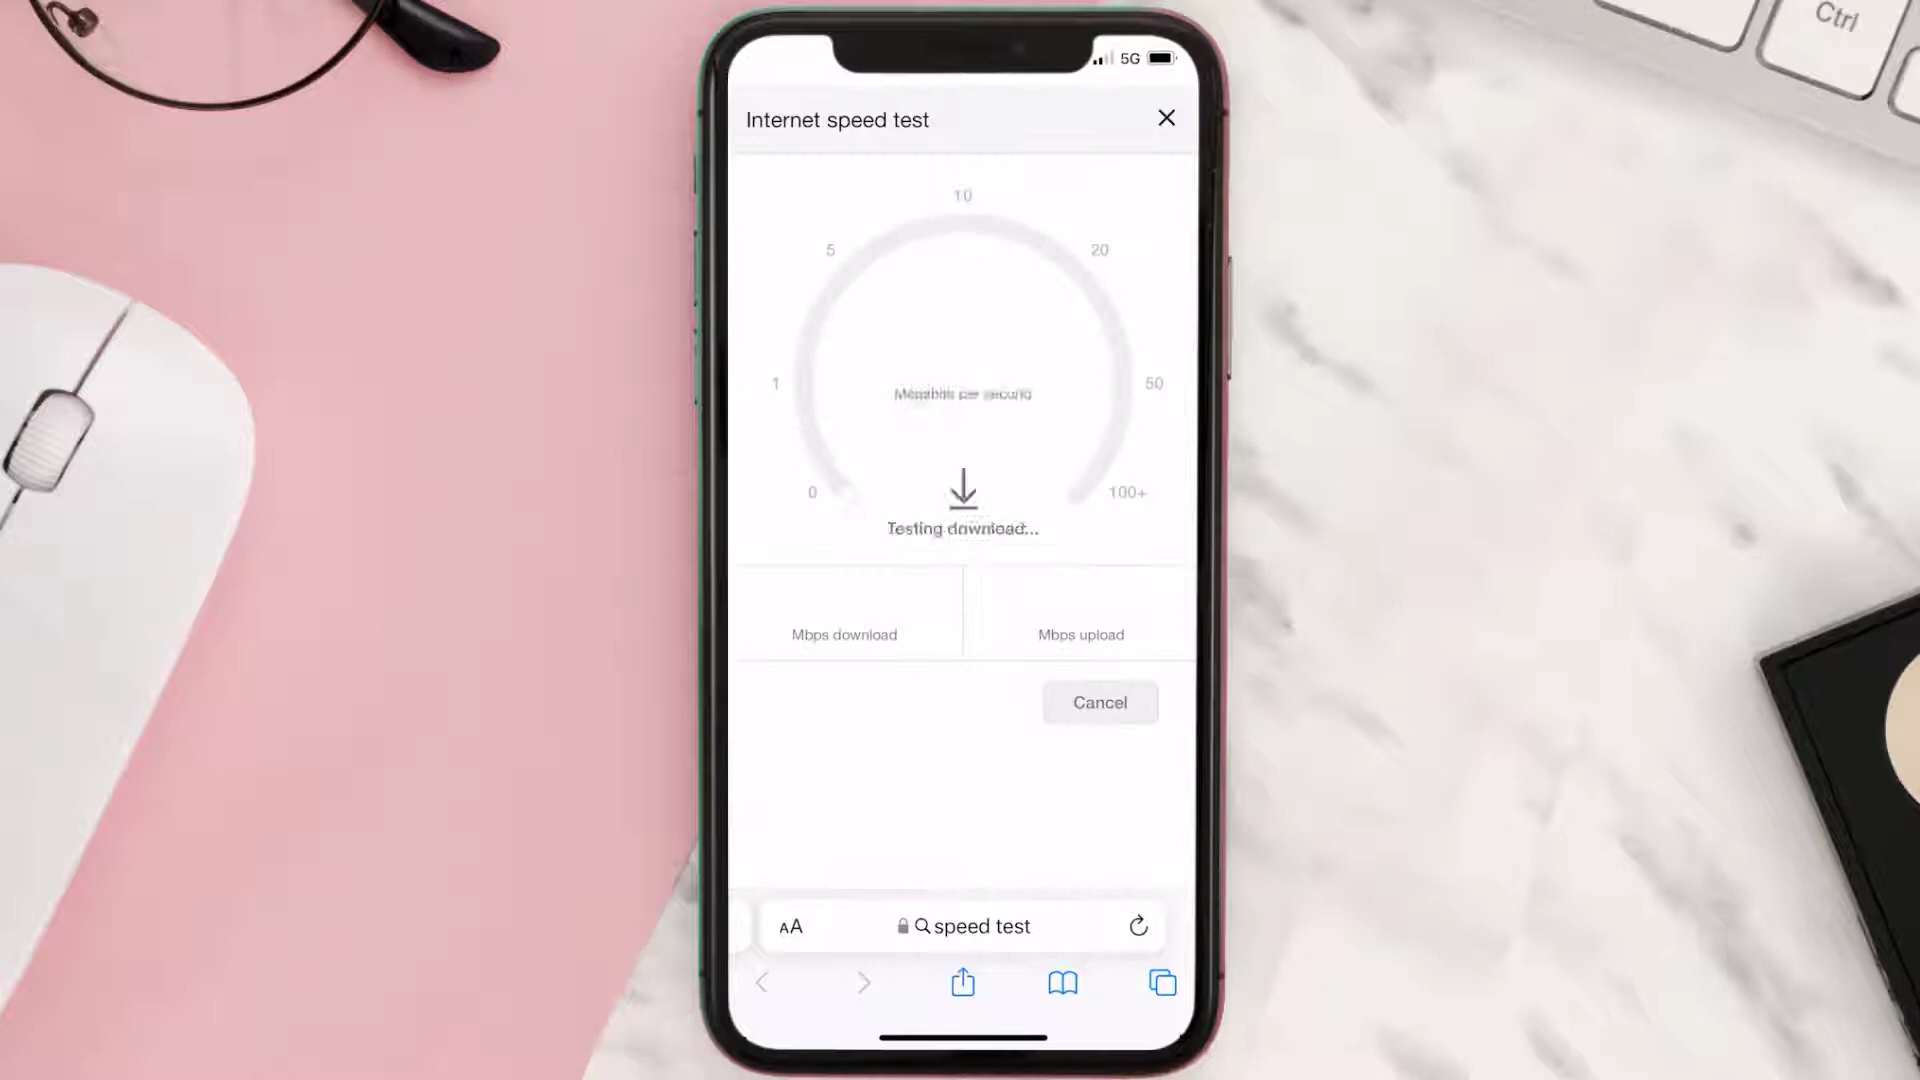 Ctrl
5G
Internet speed test
10
5
20
1
50
per second
0
100+
Testing download...
Mbps download
Mbps upload
Cancel
AA
speed test